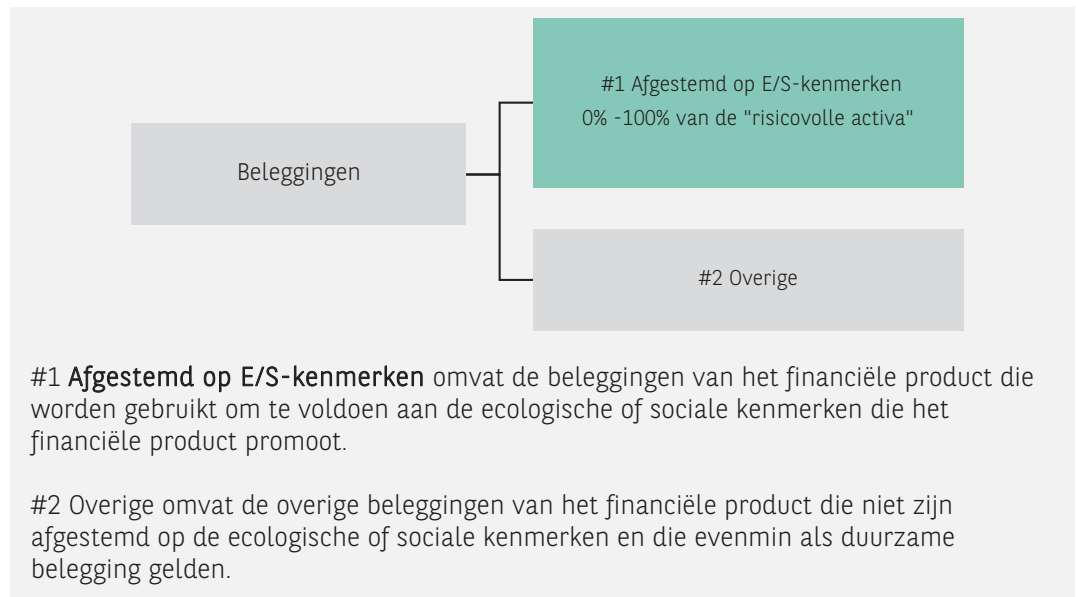 #1 Afgestemd op E/S-kenmerken
0% -100% van de "risicovolle activa"
Beleggingen
#2 Overige
#1 Afgestemd op E/S-kenmerken omvat de beleggingen van het financiële product die
worden gebruikt om te voldoen aan de ecologische of sociale kenmerken die het
financiële product promoot.
#2 Overige omvat de overige beleggingen van het financiële product die niet zijn
afgestemd op de ecologische of sociale kenmerken en die evenmin als duurzame
belegging gelden.